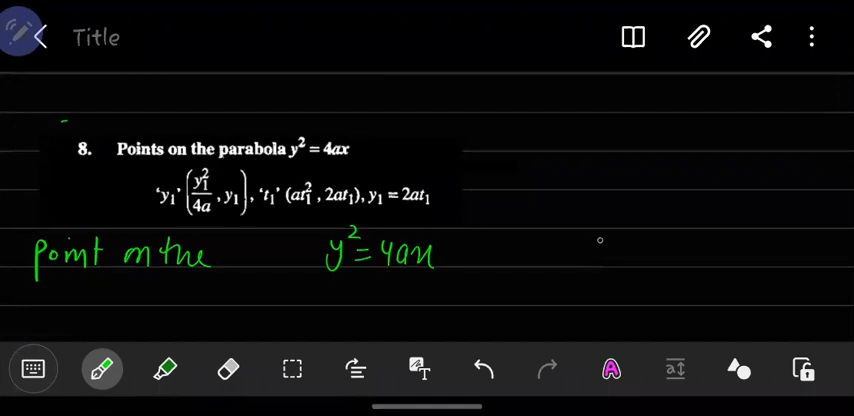 Title
8. Points on the parabola y² = 4ax
‘y₁’ (y₁²/4a , y₁), ‘t₁’ (at₁² , 2at₁), y₁ = 2at₁
point on the y² = 4ax
T
A
a